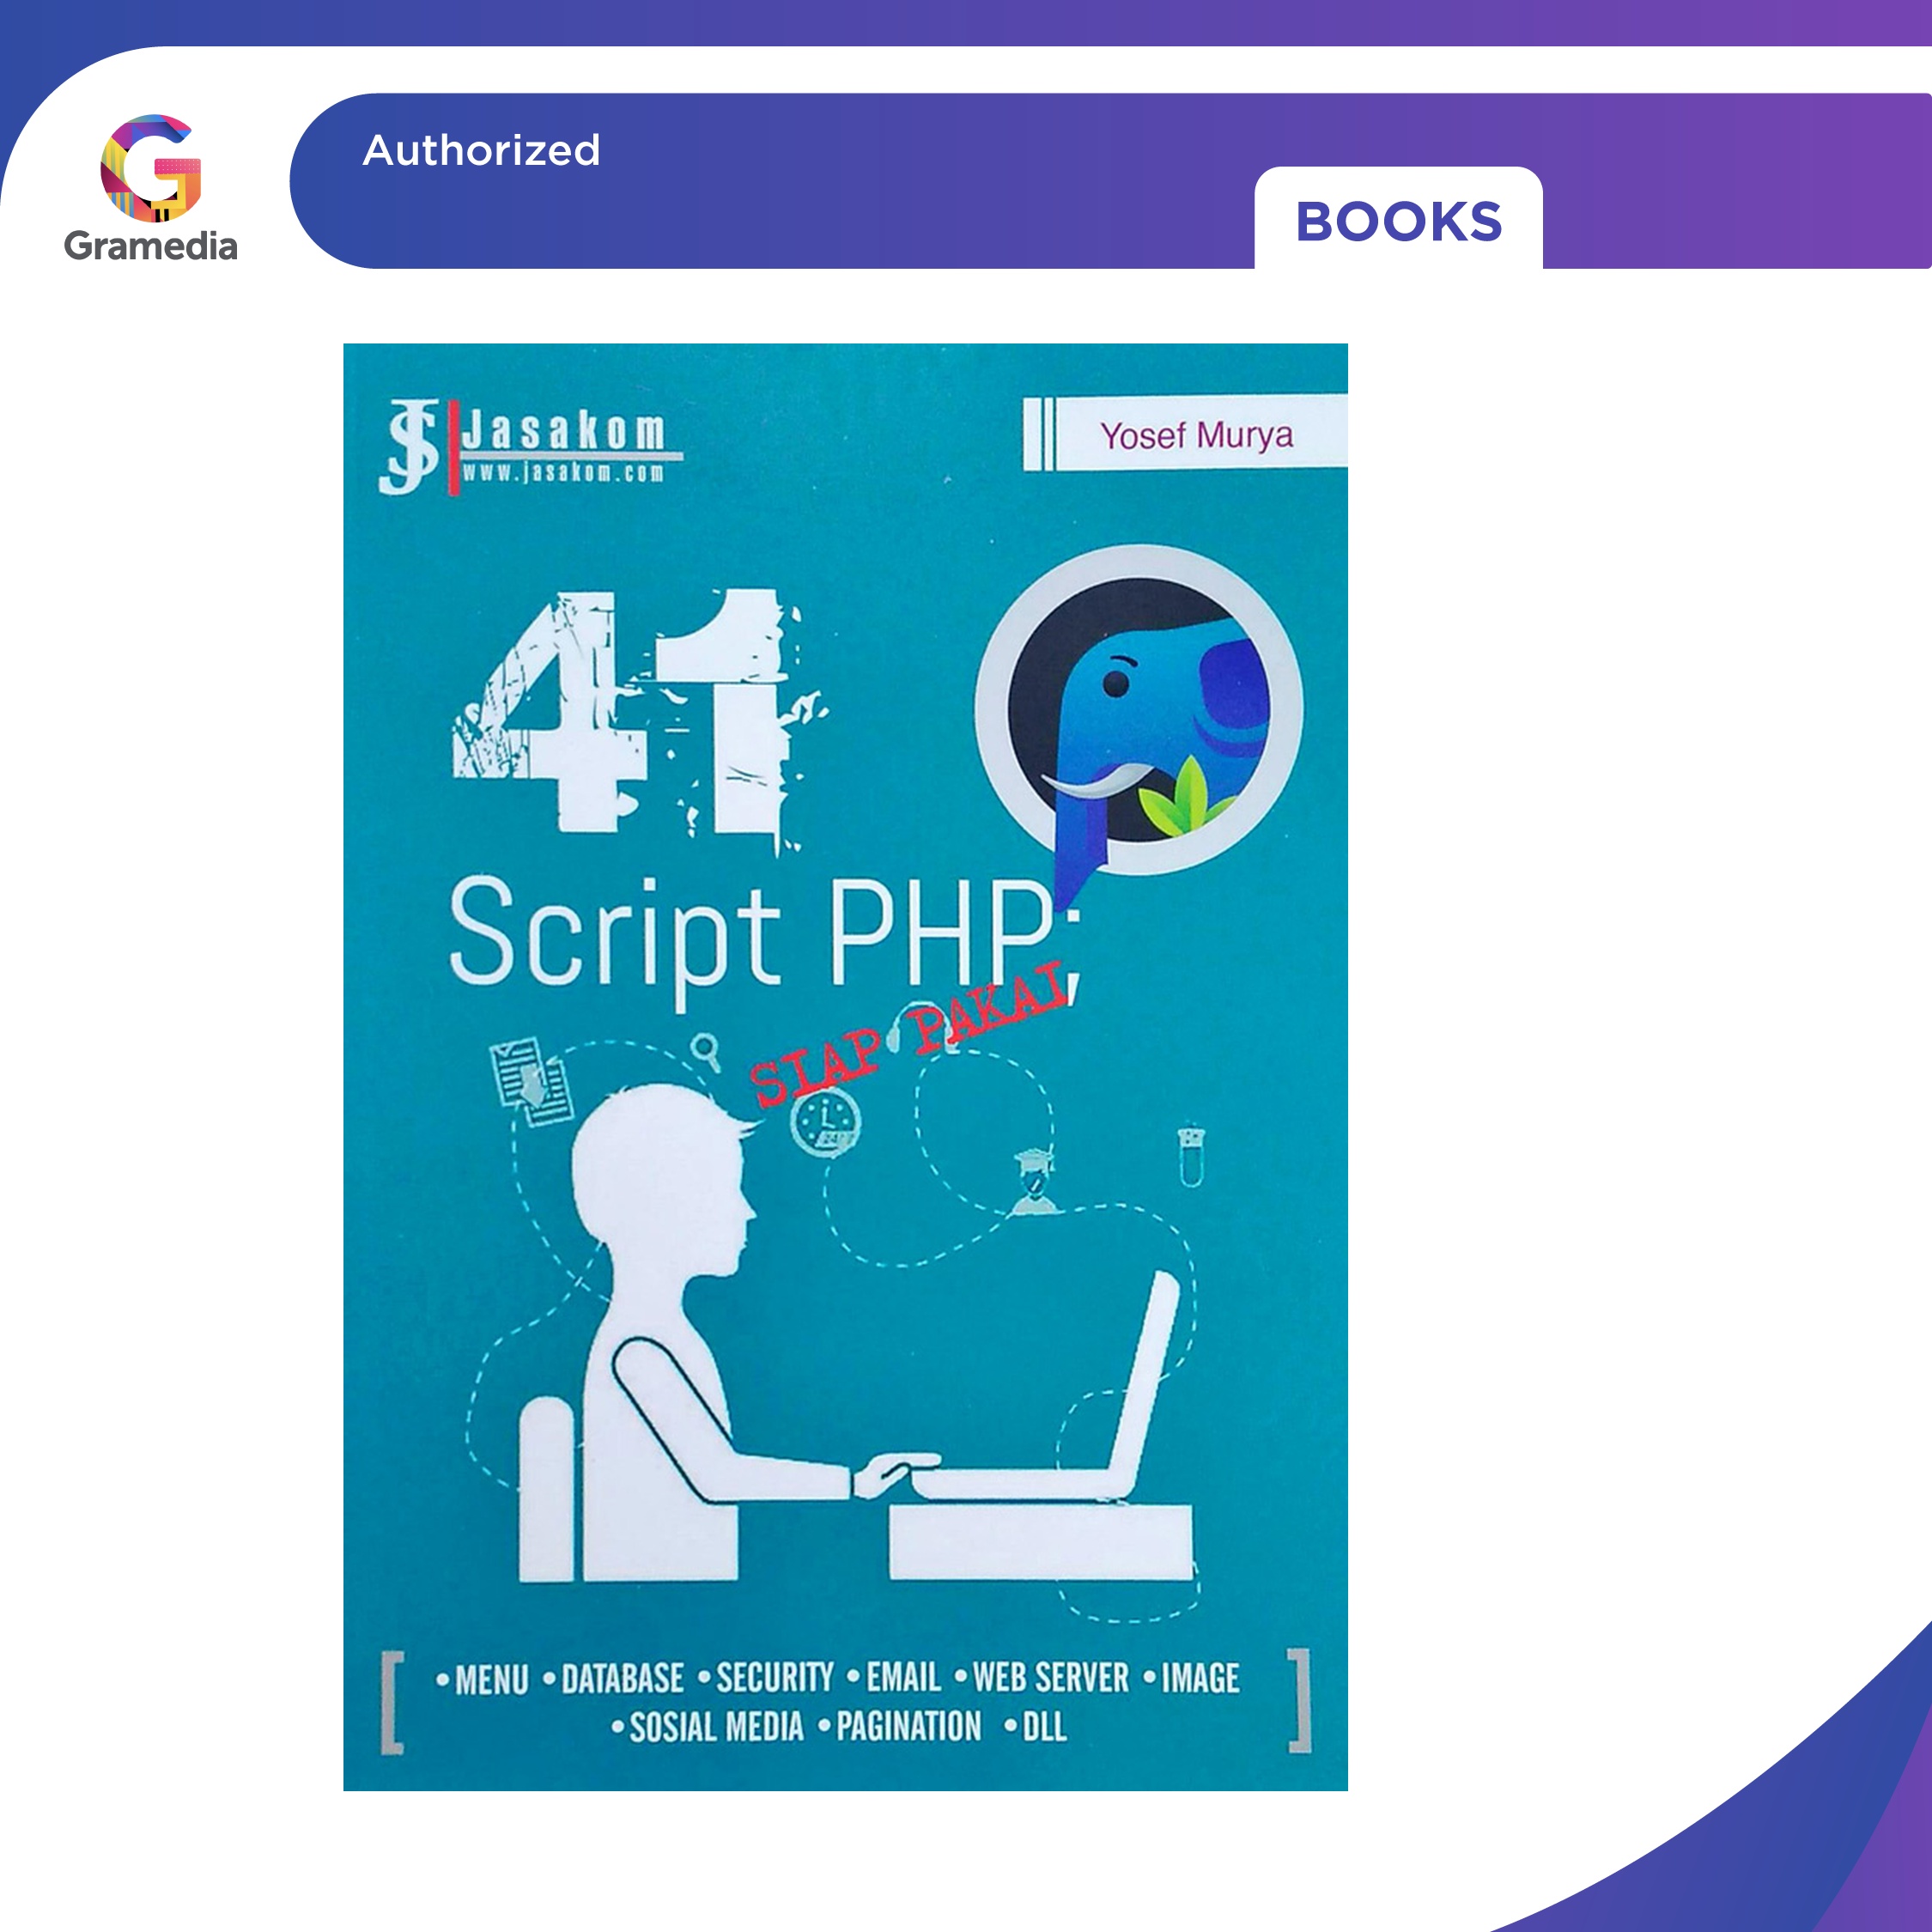 Gramedia
Authorized
BOOKS
Jasakom
www.jasakom.com
Yosef Murya
41
Script PHP;
SIAP PAKAI
•MENU •DATABASE •SECURITY •EMAIL •WEB SERVER •IMAGE
•SOSIAL MEDIA •PAGINATION •DLL